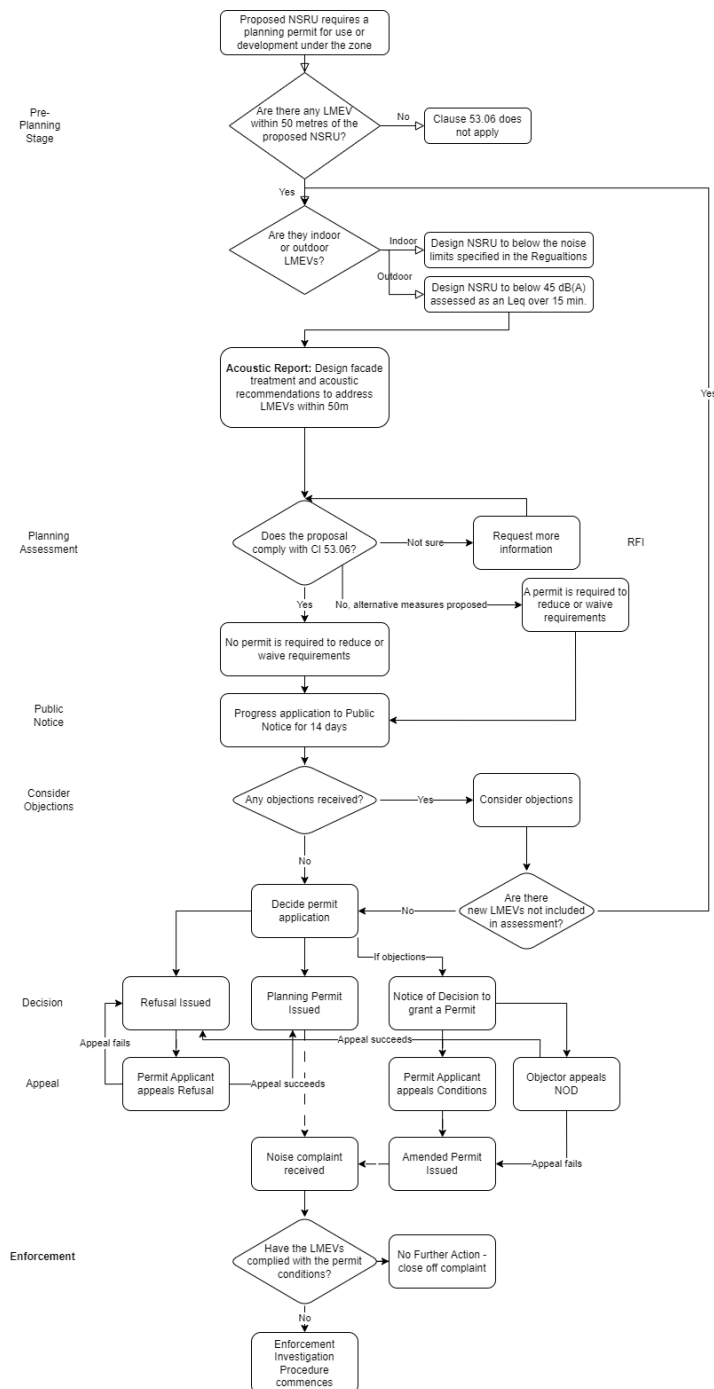 Proposed NSRU requires a
planning permit for use or
development under the zone
Pre-
Planning
Stage
Are there any LMEV
within 50 metres of the
proposed NSRU?
No
Clause 53.06 does
not apply
Yes
Are they indoor
or outdoor
LMEVs?
Indoor
Design NSRU to below the noise
limits specified in the Regualtions
Outdoor
Design NSRU to below 45 dB(A)
assessed as an Leq over 15 min.
Acoustic Report: Design facade
treatment and acoustic
recommendations to address
LMEVs within 50m
Yes
Planning
Assessment
Does the proposal
comply with Cl 53.06?
Not sure
Request more
information
RFI
Yes
No, alternative measures proposed
A permit is required to
reduce or waive
requirements
No permit is required to reduce or
waive requirements
Public
Notice
Progress application to Public
Notice for 14 days
Consider
Objections
Any objections received?
Yes
Consider objections
No
Decide permit
application
No
Are there
new LMEVs not included
in assessment?
If objections
Decision
Refusal Issued
Planning Permit
Issued
Notice of Decision to
grant a Permit
Appeal fails
Appeal succeeds
Appeal
Permit Applicant
appeals Refusal
Appeal succeeds
Permit Applicant
appeals Conditions
Objector appeals
NOD
Noise complaint
received
Amended Permit
Issued
Appeal fails
Enforcement
Have the LMEVs
complied with the permit
conditions?
No Further Action -
close off complaint
No
Enforcement
Investigation
Procedure
commences